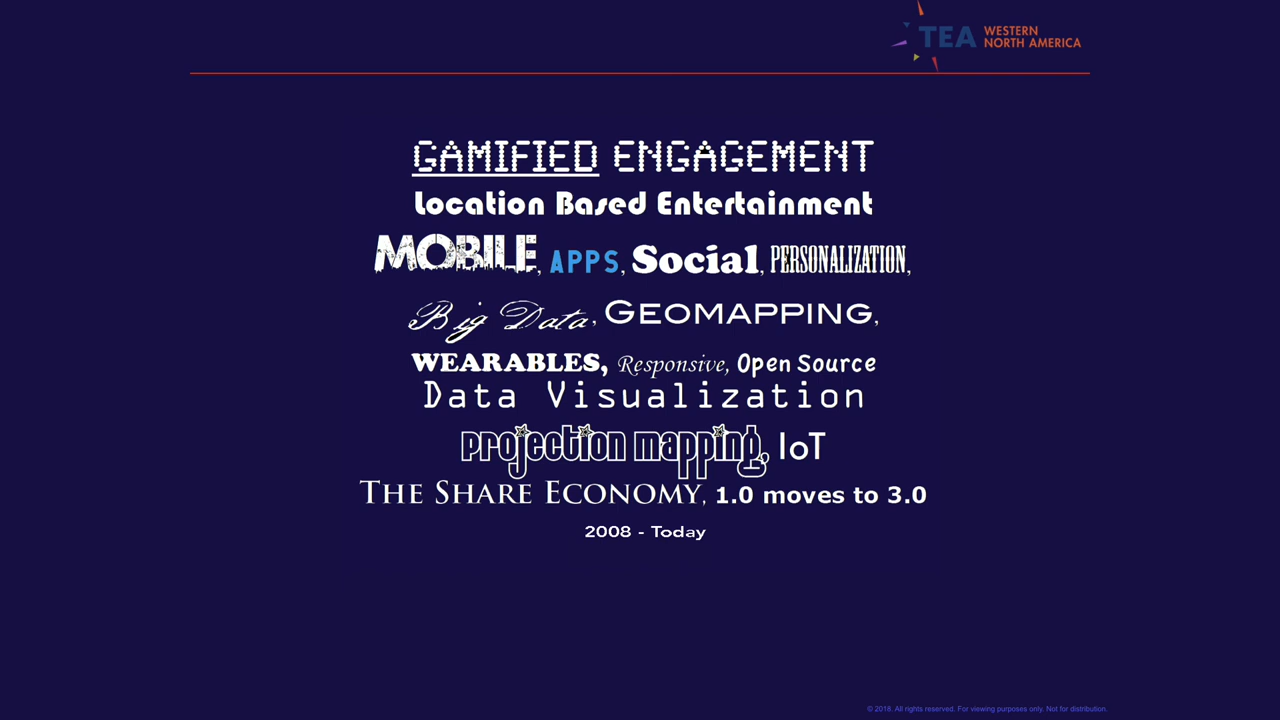 TEA WESTERN
NORTH AMERICA
GAMIFIED ENGAGEMENT
Location Based Entertainment
MOBILE, APPS, Social, PERSONALIZATION,
Big Data, GEOMAPPING,
WEARABLES, Responsive, Open Source
Data Visualization
projection mapping, IoT
THE SHARE ECONOMY, 1.0 moves to 3.0
2008 - Today
© 2018. All rights reserved. For viewing purposes only. Not for distribution.